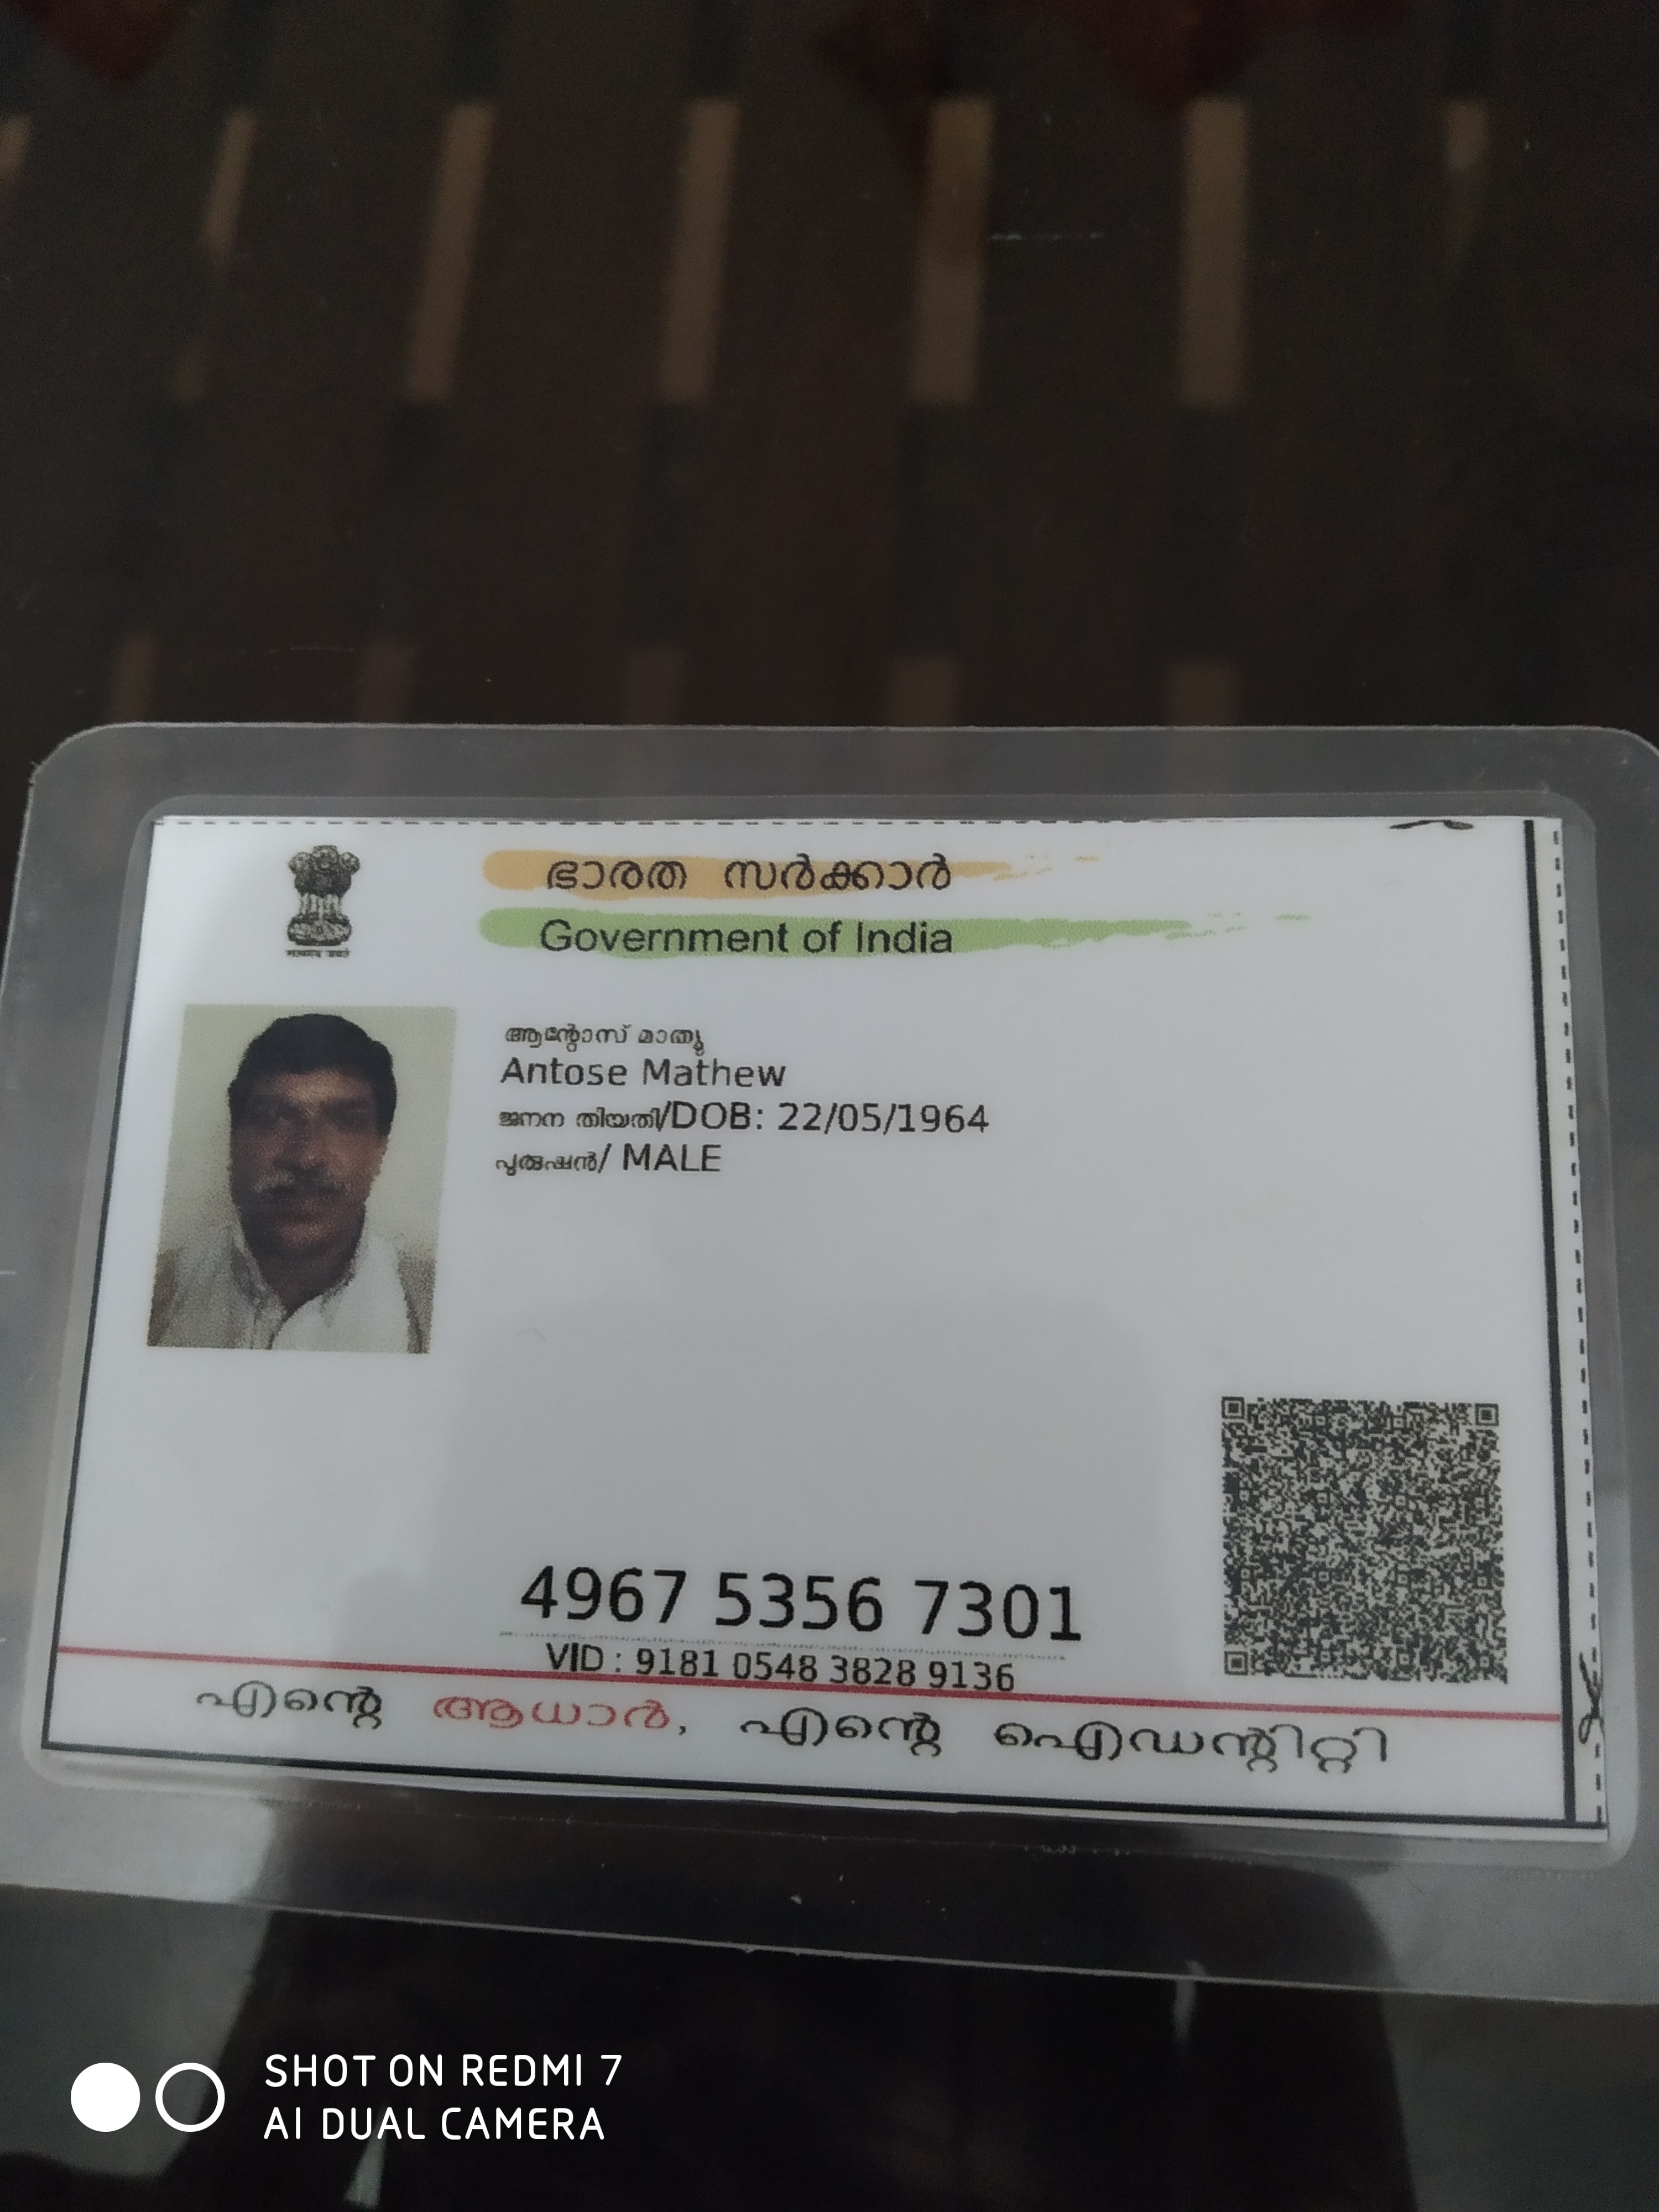 ഭാരത സർക്കാർ
Government of India
ആന്റോസ് മാത്യു
Antose Mathew
ജനന തിയതി/DOB: 22/05/1964
പുരുഷൻ/ MALE
4967 5356 7301
VID : 9181 0548 3828 9136
എന്റെ ആധാർ, എന്റെ ഐഡന്റിറ്റി
SHOT ON REDMI 7
AI DUAL CAMERA